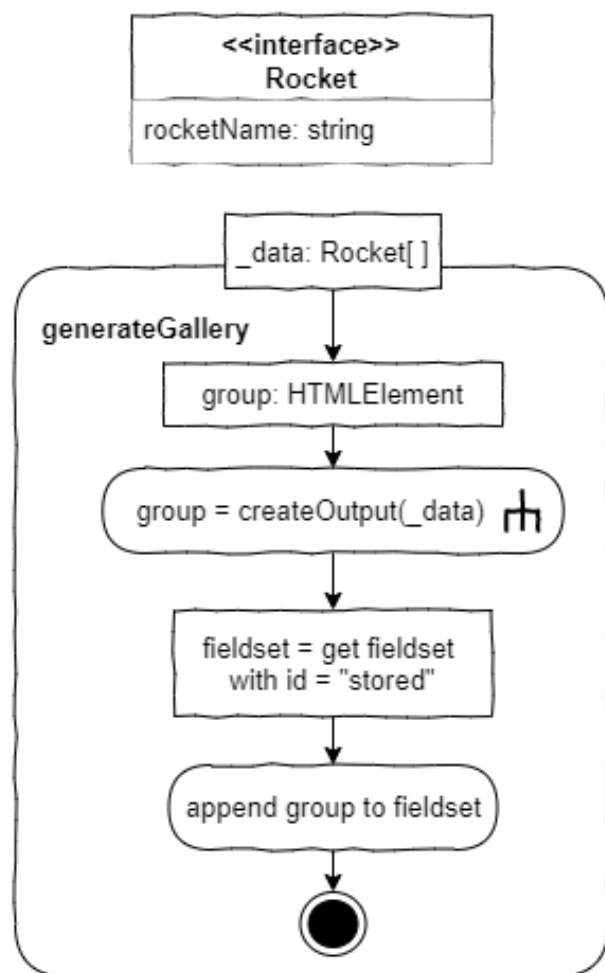 <<interface>>
Rocket
rocketName: string
_data: Rocket[ ]
generateGallery
group: HTMLElement
group = createOutput(_data)
fieldset = get fieldset
with id = "stored"
append group to fieldset